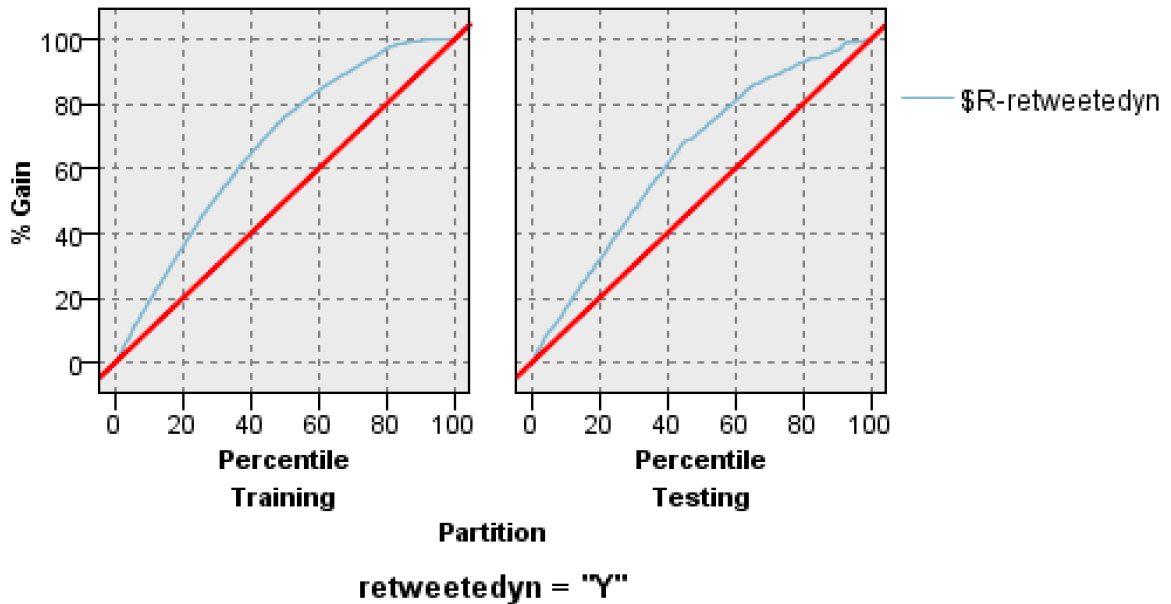 100
80
60
40
20
0
% Gain
0 20 40 60 80 100
0 20 40 60 80 100
Percentile
Percentile
Training
Testing
Partition
retweetedyn = "Y"
$R-retweetedyn